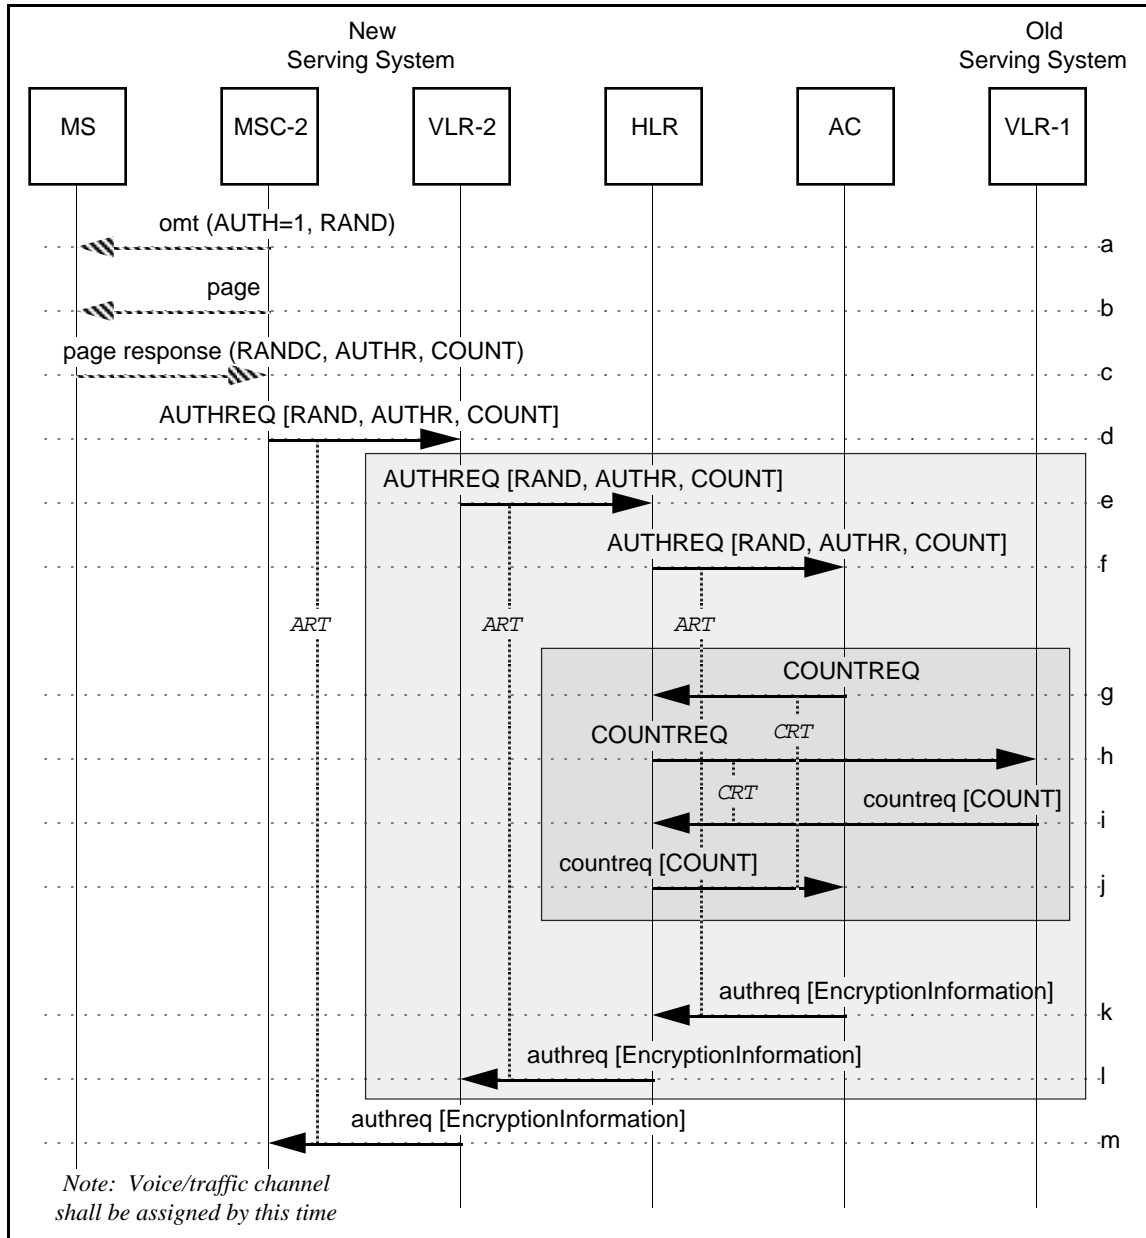 New
Serving System
Old
Serving System
MS
MSC-2
VLR-2
HLR
AC
VLR-1
omt (AUTH=1, RAND)
a
page
b
page response (RANDC, AUTHR, COUNT)
c
AUTHREQ [RAND, AUTHR, COUNT]
d
AUTHREQ [RAND, AUTHR, COUNT]
e
AUTHREQ [RAND, AUTHR, COUNT]
f
ART
ART
ART
COUNTREQ
g
COUNTREQ
CRT
h
CRT
countreq [COUNT]
i
countreq [COUNT]
j
authreq [EncryptionInformation]
k
authreq [EncryptionInformation]
l
authreq [EncryptionInformation]
m
Note: Voice/traffic channel
shall be assigned by this time